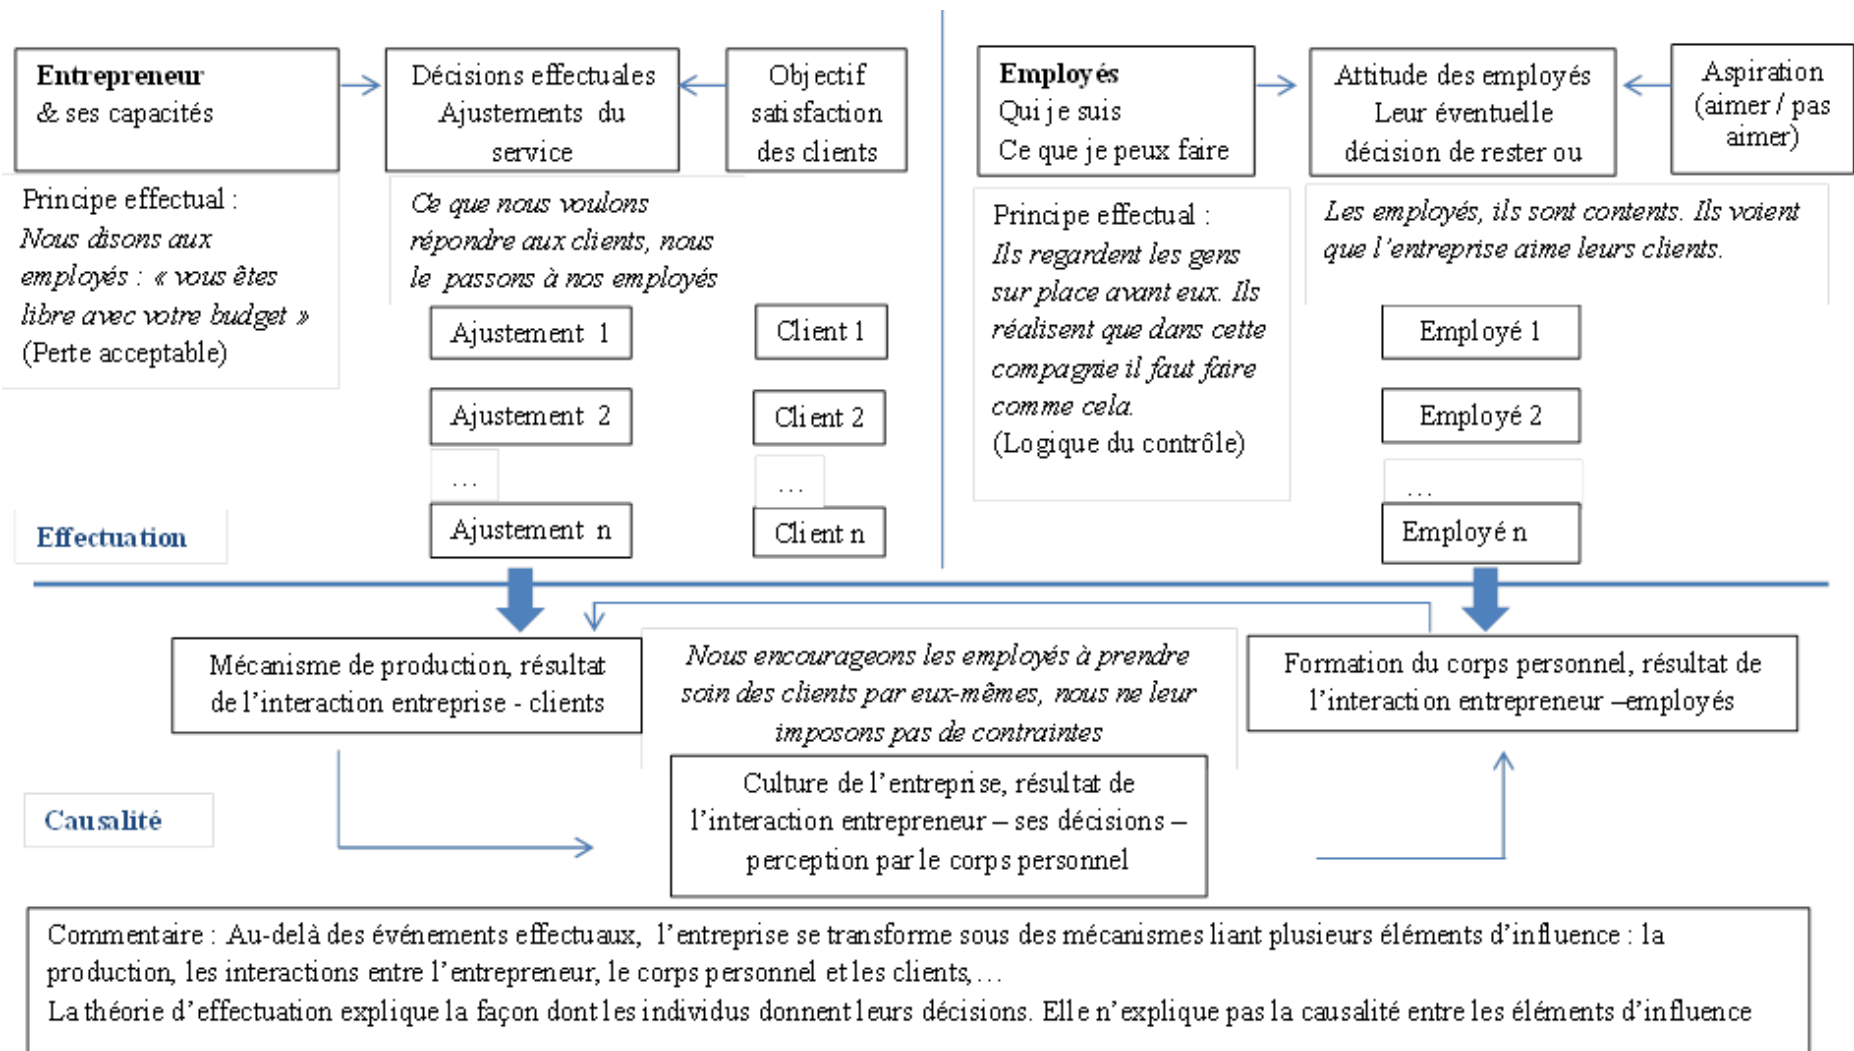 Entrepreneur
& ses capacités
Décisions effectuales
Ajustements du
service
Objectif
satisfaction
des clients
Principe effectual :
Nous disons aux
employés : « vous êtes
libre avec votre budget »
(Perte acceptable)
Ce que nous voulons
répondre aux clients, nous
le passons à nos employés
Ajustement 1
Client 1
Ajustement 2
Client 2
...
...
Ajustement n
Client n
Employés
Qui je suis
Ce que je peux faire
Attitude des employés
Leur éventuelle
décision de rester ou
Aspiration
(aimer / pas
aimer)
Principe effectual :
Ils regardent les gens
sur place avant eux. Ils
réalisent que dans cette
compagnie il faut faire
comme cela.
(Logique du contrôle)
Les employés, ils sont contents. Ils voient
que l'entreprise aime leurs clients.
Employé 1
Employé 2
...
Employé n
Effectuation
Mécanisme de production, résultat
de l'interaction entreprise - clients
Nous encourageons les employés à prendre
soin des clients par eux-mêmes, nous ne leur
imposons pas de contraintes
Formation du corps personnel, résultat de
l'interaction entrepreneur –employés
Culture de l'entreprise, résultat de
l'interaction entrepreneur – ses décisions –
perception par le corps personnel
Causalité
Commentaire : Au-delà des événements effectuaux, l'entreprise se transforme sous des mécanismes liant plusieurs éléments d'influence : la
production, les interactions entre l'entrepreneur, le corps personnel et les clients,...
La théorie d'effectuation explique la façon dont les individus donnent leurs décisions. Elle n'explique pas la causalité entre les éléments d'influence